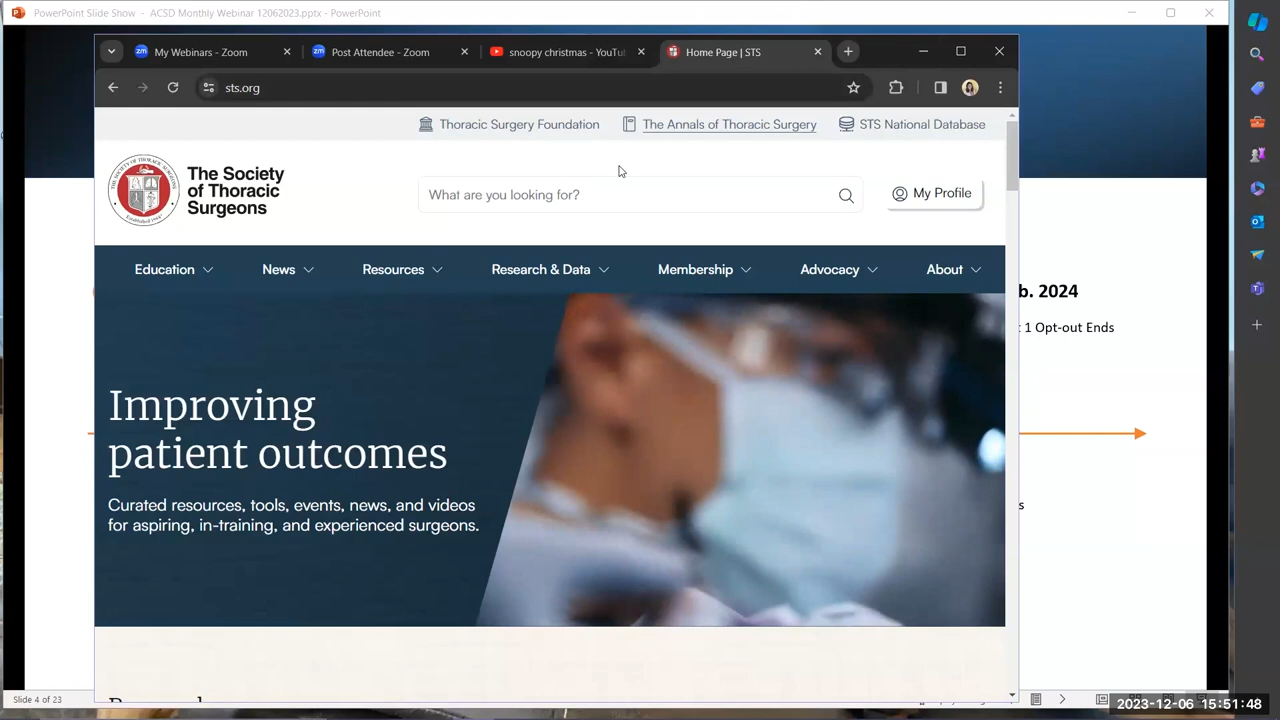 PowerPoint Slide Show - ACSD Monthly Webinar 12062023.pptx - PowerPoint
My Webinars - Zoom
Post Attendee - Zoom
snoopy christmas - YouTu
Home Page | STS
sts.org
Thoracic Surgery Foundation
The Annals of Thoracic Surgery
STS National Database
The Society
of Thoracic
Surgeons
What are you looking for?
My Profile
Education
News
Resources
Research & Data
Membership
Advocacy
About
b. 2024
1 Opt-out Ends
Improving
patient outcomes
Curated resources, tools, events, news, and videos
for aspiring, in-training, and experienced surgeons.
s
Slide 4 of 23
2023-12-06 15:51:48